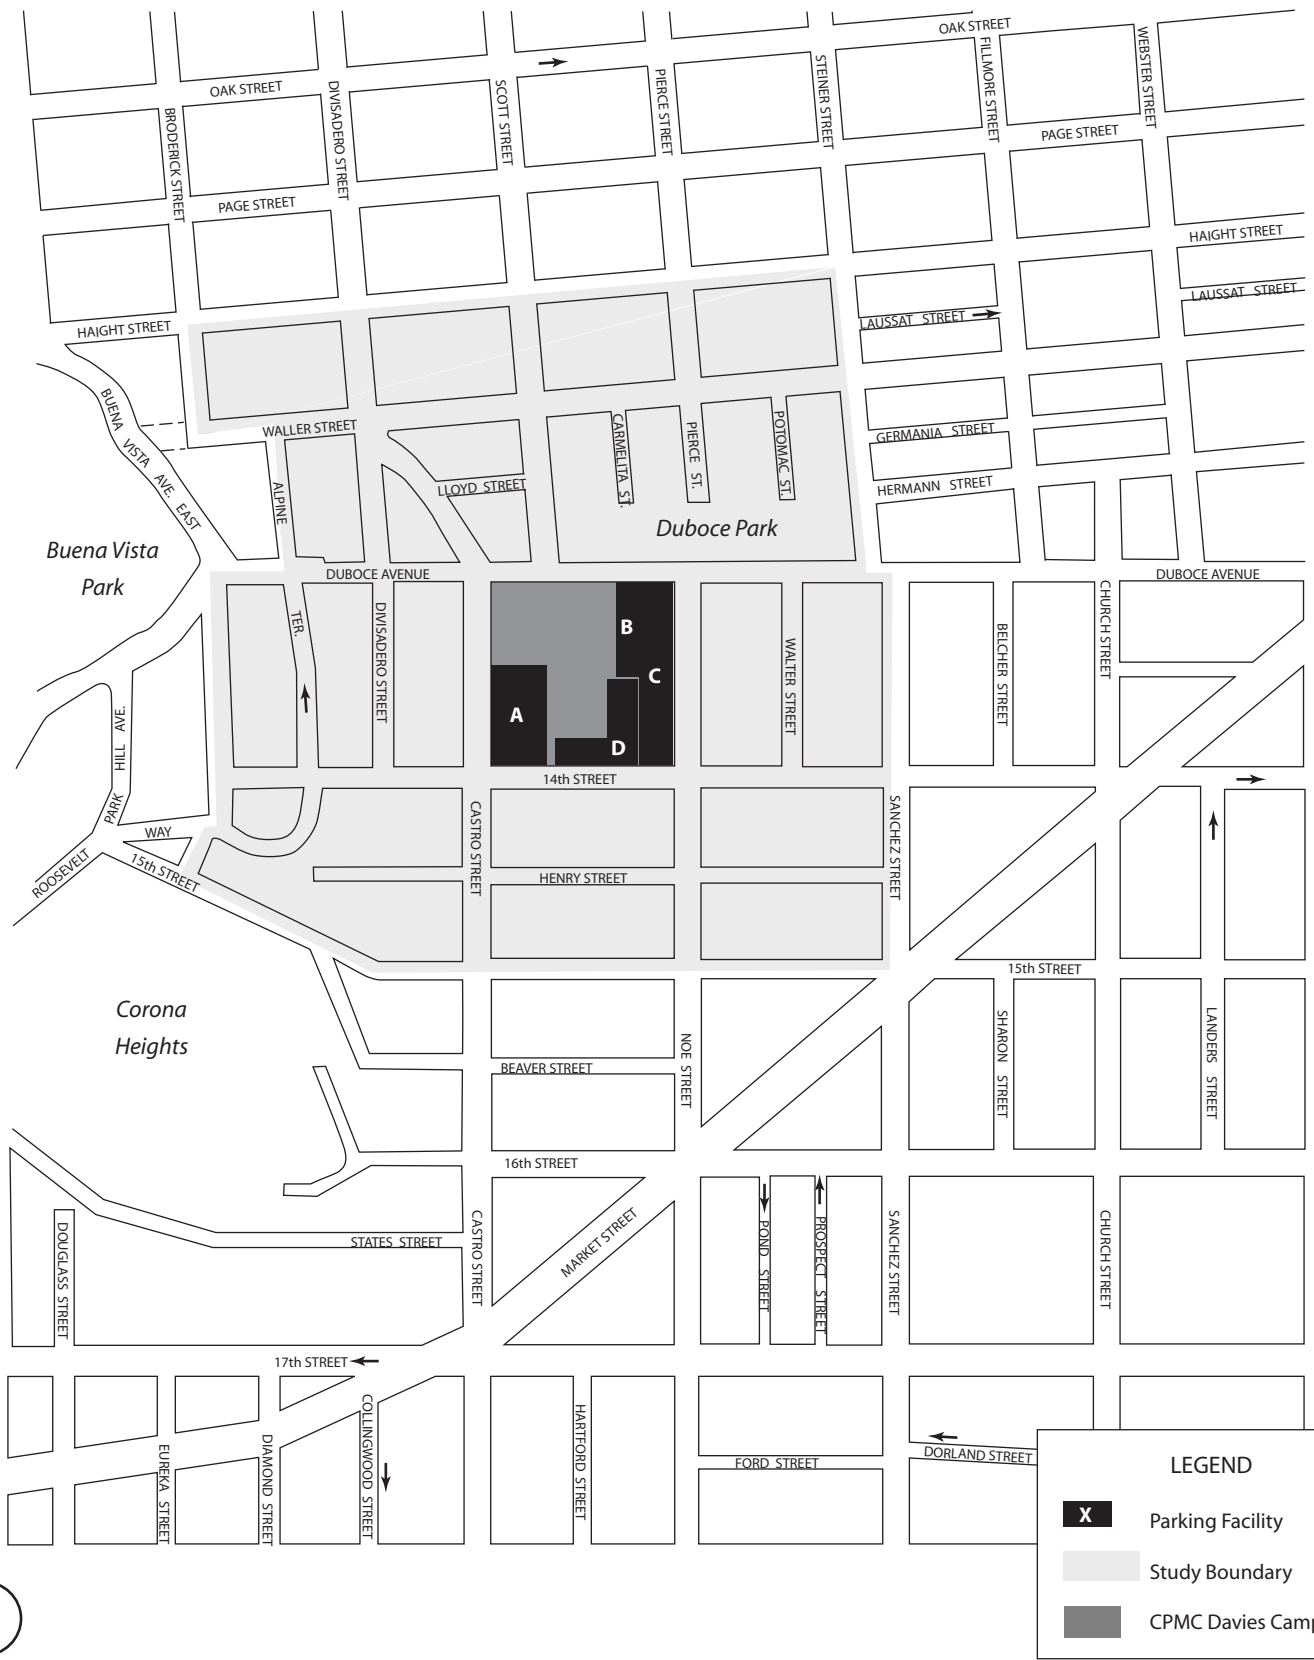 OAK STREET
OAK STREET
BRODERICK STREET
DIVISADERO STREET
SCOTT STREET
PIERCE STREET
STEINER STREET
FILLMORE STREET
WEBSTER STREET
PAGE STREET
PAGE STREET
HAIGHT STREET
LAUSSAT STREET
HAIGHT STREET
LAUSSAT STREET
BUENA VISTA AVE. EAST
WALLER STREET
CARMELITA ST.
PIERCE ST.
POTOMAC ST.
GERMANIA STREET
ALPINE
LLOYD STREET
HERMANN STREET
Duboce Park
Buena Vista
Park
DUBOCE AVENUE
DUBOCE AVENUE
TER.
DIVISADERO STREET
B
C
A
D
WALTER STREET
BELCHER STREET
CHURCH STREET
PARK HILL AVE.
14th STREET
WAY
ROOSEVELT
15th STREET
CASTRO STREET
HENRY STREET
SANCHEZ STREET
15th STREET
Corona
Heights
NOE STREET
SHARON STREET
LANDERS STREET
BEAVER STREET
16th STREET
MARKET STREET
DOUGLASS STREET
STATES STREET
CASTRO STREET
POND STREET
PROSPECT STREET
SANCHEZ STREET
CHURCH STREET
17th STREET
EUREKA STREET
DIAMOND STREET
COLLINGWOOD STREET
HARTFORD STREET
FORD STREET
DORLAND STREET
LEGEND
X Parking Facility
Study Boundary
CPMC Davies Camp